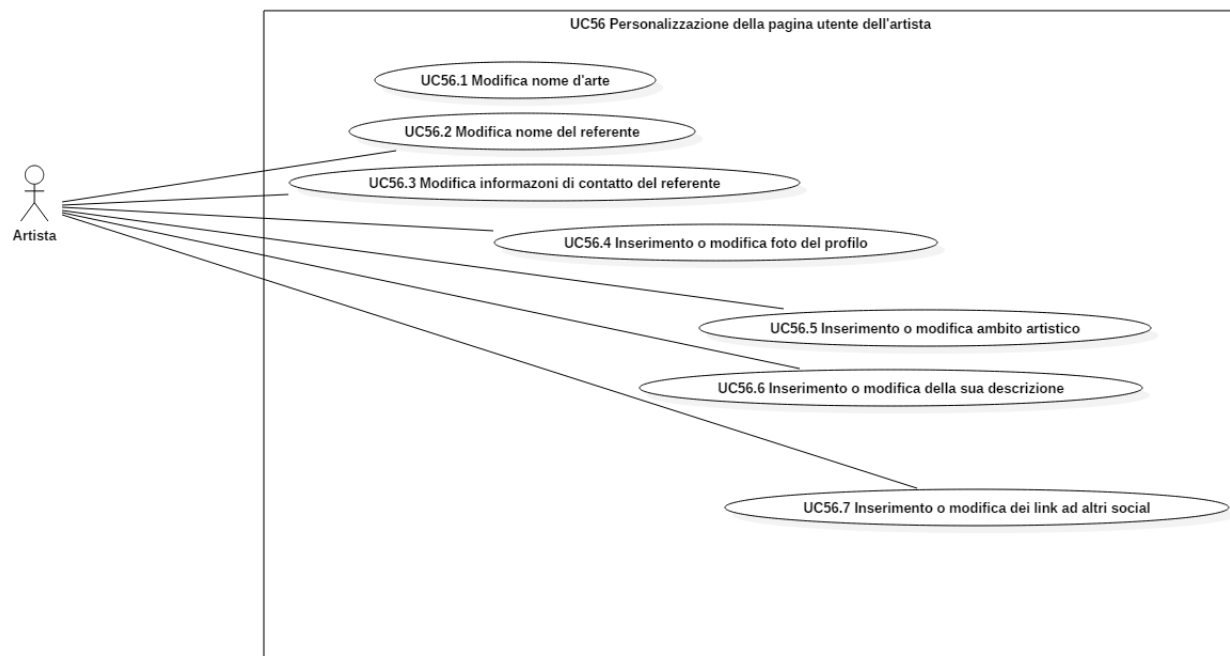 UC56 Personalizzazione della pagina utente dell'artista
UC56.1 Modifica nome d'arte
UC56.2 Modifica nome del referente
UC56.3 Modifica informazoni di contatto del referente
Artista
UC56.4 Inserimento o modifica foto del profilo
UC56.5 Inserimento o modifica ambito artistico
UC56.6 Inserimento o modifica della sua descrizione
UC56.7 Inserimento o modifica dei link ad altri social